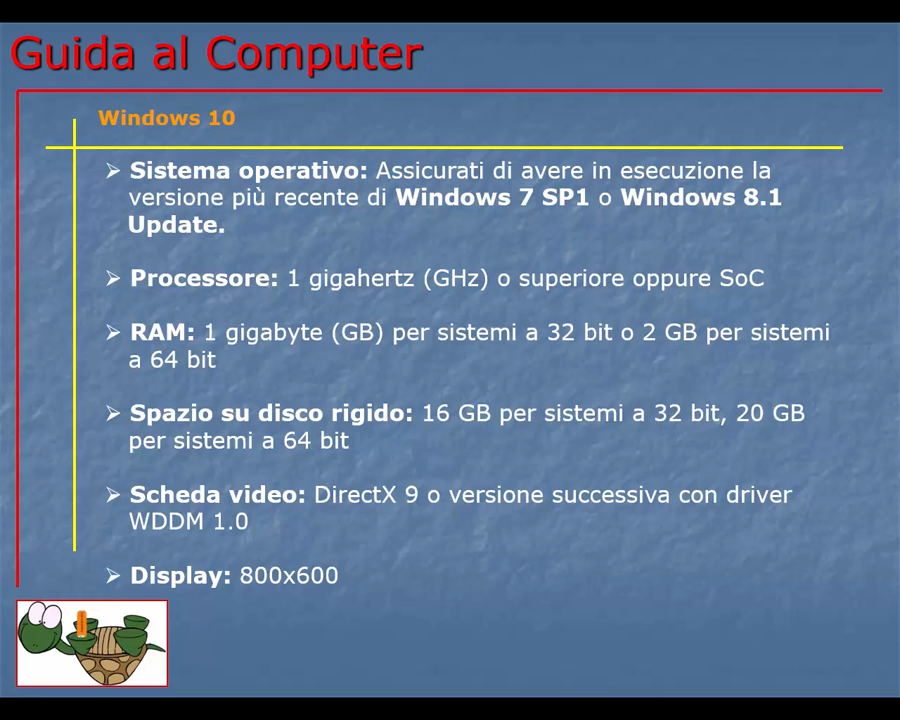 Guida al Computer
Windows 10
Sistema operativo: Assicurati di avere in esecuzione la
versione più recente di Windows 7 SP1 o Windows 8.1
Update.
Processore: 1 gigahertz (GHz) o superiore oppure SoC
RAM: 1 gigabyte (GB) per sistemi a 32 bit o 2 GB per sistemi
a 64 bit
Spazio su disco rigido: 16 GB per sistemi a 32 bit, 20 GB
per sistemi a 64 bit
Scheda video: DirectX 9 o versione successiva con driver
WDDM 1.0
Display: 800x600